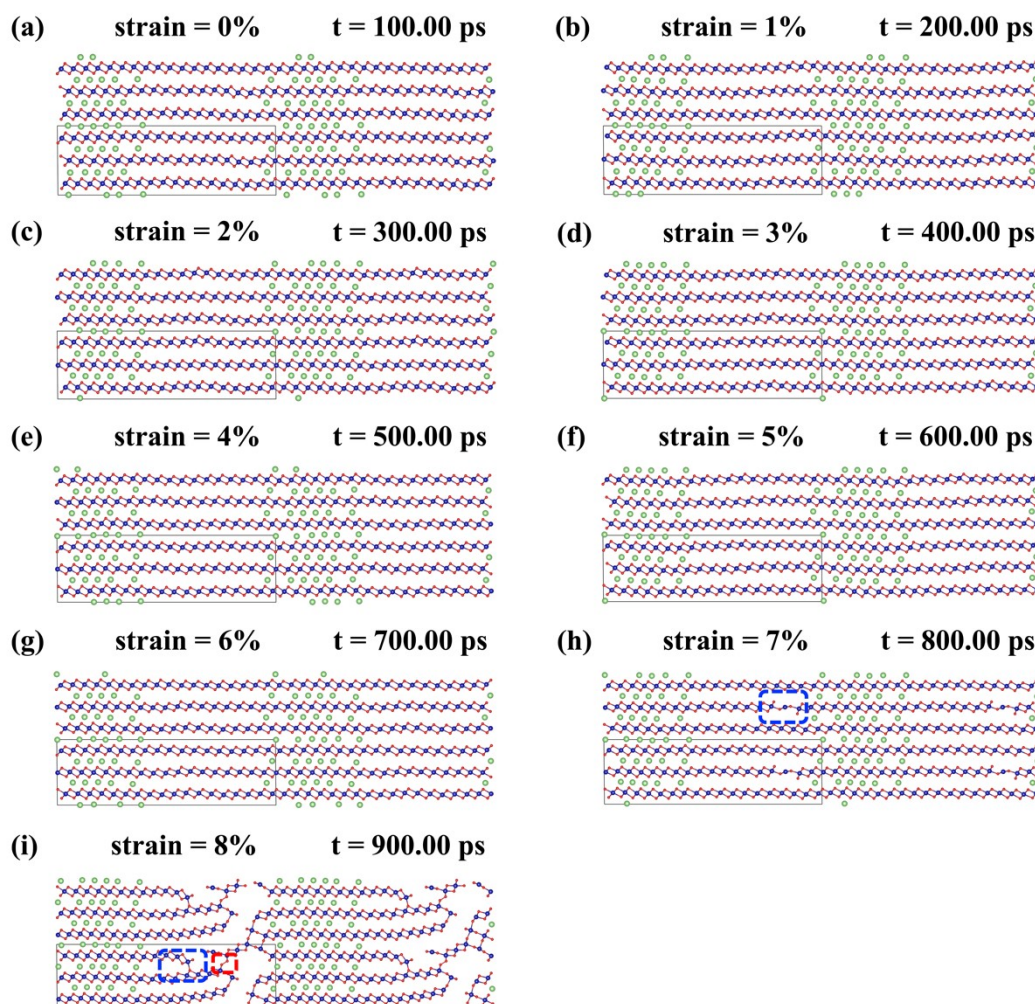 (a) strain = 0% t = 100.00 ps
(b) strain = 1% t = 200.00 ps
(c) strain = 2% t = 300.00 ps
(d) strain = 3% t = 400.00 ps
(e) strain = 4% t = 500.00 ps
(f) strain = 5% t = 600.00 ps
(g) strain = 6% t = 700.00 ps
(h) strain = 7% t = 800.00 ps
(i) strain = 8% t = 900.00 ps